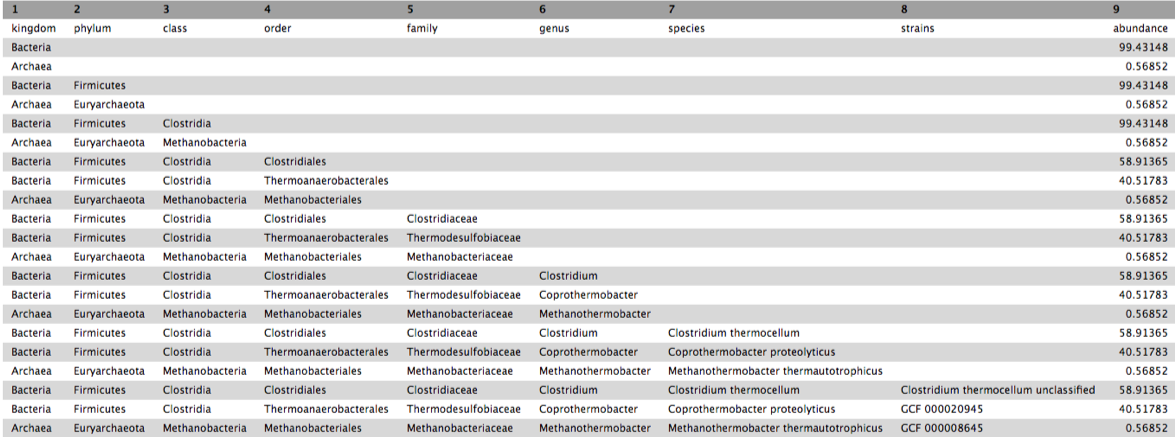 1 2 3 4 5 6 7 8 9
kingdom phylum class order family genus species strains abundance
Bacteria 99.43148
Archaea 0.56852
Bacteria Firmicutes 99.43148
Archaea Euryarchaeota 0.56852
Bacteria Firmicutes Clostridia 99.43148
Archaea Euryarchaeota Methanobacteria 0.56852
Bacteria Firmicutes Clostridia Clostridiales 58.91365
Bacteria Firmicutes Clostridia Thermoanaerobacterales 40.51783
Archaea Euryarchaeota Methanobacteria Methanobacteriales 0.56852
Bacteria Firmicutes Clostridia Clostridiales Clostridiaceae 58.91365
Bacteria Firmicutes Clostridia Thermoanaerobacterales Thermodesulfobiaceae 40.51783
Archaea Euryarchaeota Methanobacteria Methanobacteriales Methanobacteriaceae 0.56852
Bacteria Firmicutes Clostridia Clostridiales Clostridiaceae Clostridium 58.91365
Bacteria Firmicutes Clostridia Thermoanaerobacterales Thermodesulfobiaceae Coprothermobacter 40.51783
Archaea Euryarchaeota Methanobacteria Methanobacteriales Methanobacteriaceae Methanothermobacter 0.56852
Bacteria Firmicutes Clostridia Clostridiales Clostridiaceae Clostridium Clostridium thermocellum 58.91365
Bacteria Firmicutes Clostridia Thermoanaerobacterales Thermodesulfobiaceae Coprothermobacter Coprothermobacter proteolyticus 40.51783
Archaea Euryarchaeota Methanobacteria Methanobacteriales Methanobacteriaceae Methanothermobacter Methanothermobacter thermautotrophicus 0.56852
Bacteria Firmicutes Clostridia Clostridiales Clostridiaceae Clostridium Clostridium thermocellum Clostridium thermocellum unclassified 58.91365
Bacteria Firmicutes Clostridia Thermoanaerobacterales Thermodesulfobiaceae Coprothermobacter Coprothermobacter proteolyticus GCF 000020945 40.51783
Archaea Euryarchaeota Methanobacteria Methanobacteriales Methanobacteriaceae Methanothermobacter Methanothermobacter thermautotrophicus GCF 000008645 0.56852